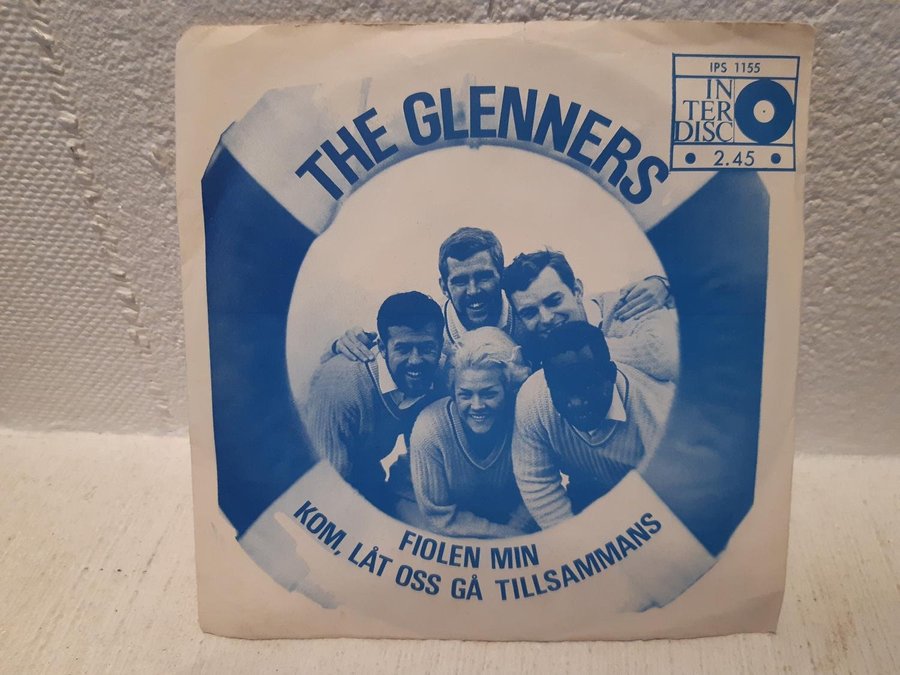 THE GLENNERS
IPS 1155
IN
TER
DISC
• 2.45 •
FIOLEN MIN
KOM, LÅT OSS GÅ TILLSAMMANS